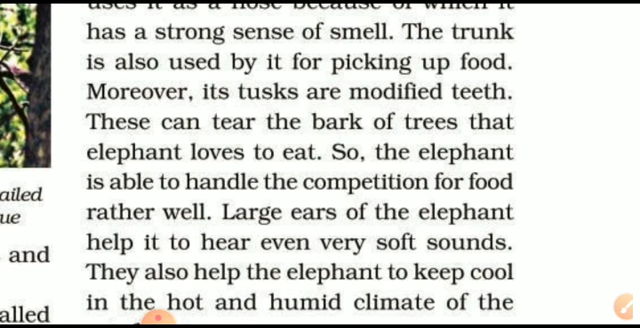 uses it as a nose because of which it
has a strong sense of smell. The trunk
is also used by it for picking up food.
Moreover, its tusks are modified teeth.
These can tear the bark of trees that
elephant loves to eat. So, the elephant
is able to handle the competition for food
rather well. Large ears of the elephant
help it to hear even very soft sounds.
They also help the elephant to keep cool
in the hot and humid climate of the
ailed
ue
and
alled